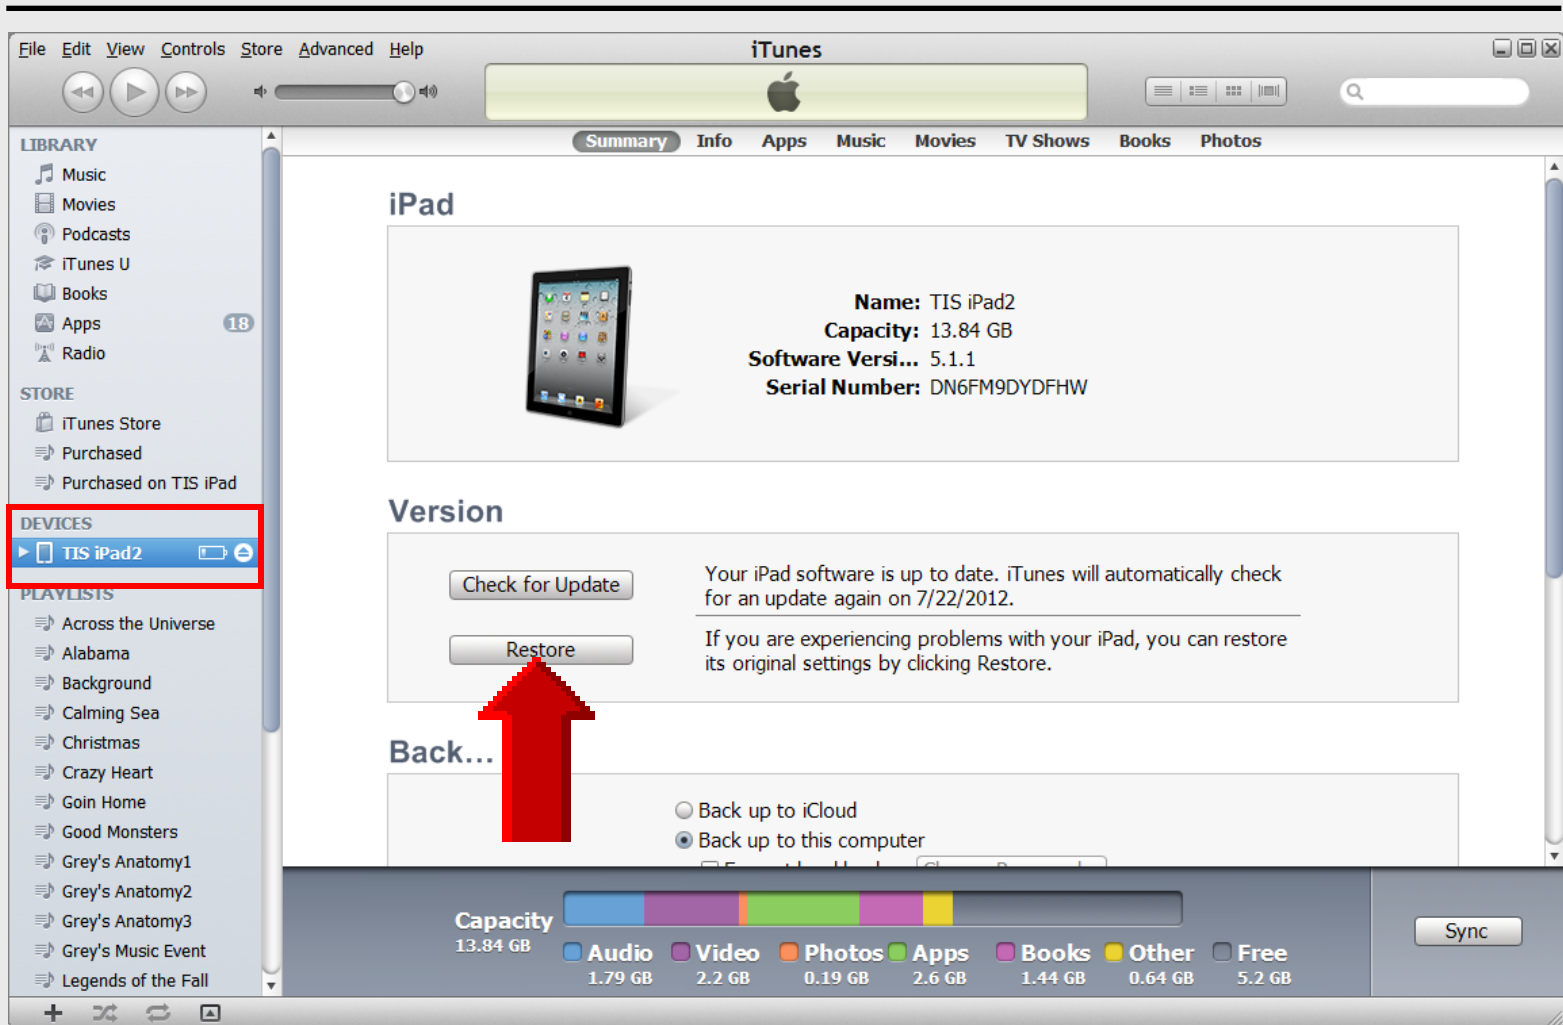 File Edit View Controls Store Advanced Help
iTunes
Summary Info Apps Music Movies TV Shows Books Photos
LIBRARY
Music
Movies
Podcasts
iTunes U
Books
Apps 18
Radio
STORE
iTunes Store
Purchased
Purchased on TIS iPad
DEVICES
TIS iPad2
PLAYLISTS
Across the Universe
Alabama
Background
Calming Sea
Christmas
Crazy Heart
Goin Home
Good Monsters
Grey's Anatomy1
Grey's Anatomy2
Grey's Anatomy3
Grey's Music Event
Legends of the Fall
iPad
Name: TIS iPad2
Capacity: 13.84 GB
Software Versi... 5.1.1
Serial Number: DN6FM9DYDFHW
Version
Check for Update
Your iPad software is up to date. iTunes will automatically check
for an update again on 7/22/2012.
Restore
If you are experiencing problems with your iPad, you can restore
its original settings by clicking Restore.
Back...
Back up to iCloud
Back up to this computer
Capacity
13.84 GB
Audio Video Photos Apps Books Other Free
1.79 GB 2.2 GB 0.19 GB 2.6 GB 1.44 GB 0.64 GB 5.2 GB
Sync